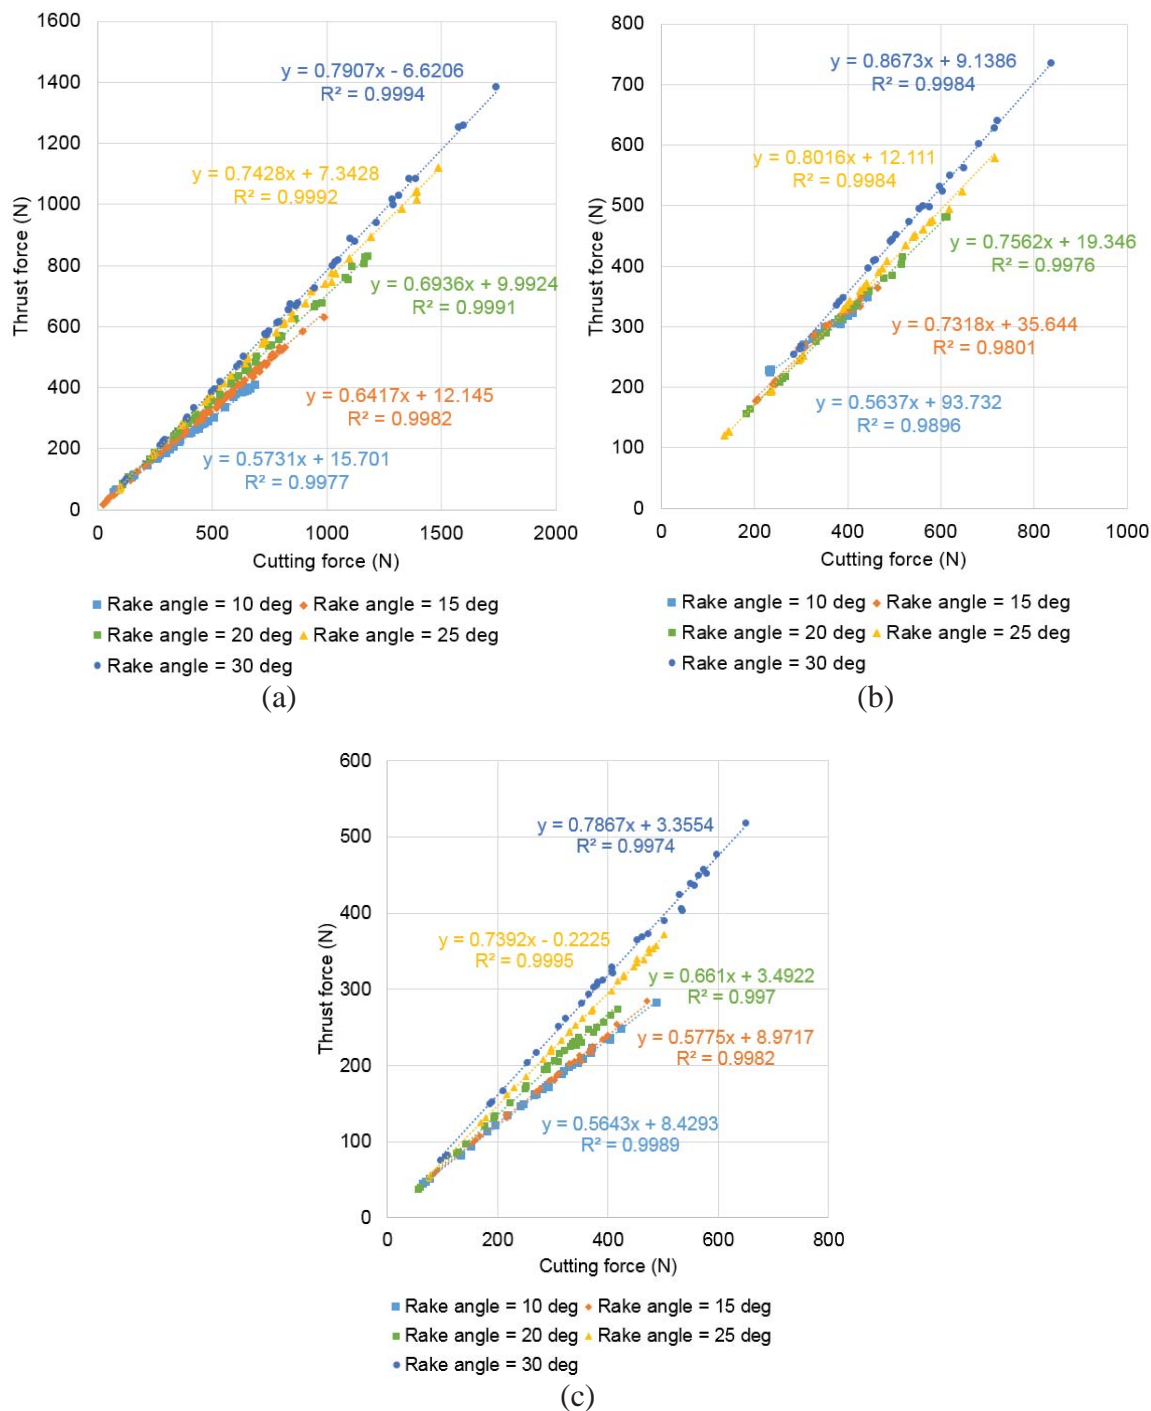 1600
1400
1200
1000
800
600
400
200
0
Thrust force (N)
y = 0.7907x - 6.6206
R² = 0.9994
y = 0.7428x + 7.3428
R² = 0.9992
y = 0.6936x + 9.9924
R² = 0.9991
y = 0.6417x + 12.145
R² = 0.9982
y = 0.5731x + 15.701
R² = 0.9977
0 500 1000 1500 2000
Cutting force (N)
Rake angle = 10 deg Rake angle = 15 deg
Rake angle = 20 deg Rake angle = 25 deg
Rake angle = 30 deg
(a)
800
700
600
500
400
300
200
100
0
Thrust force (N)
y = 0.8673x + 9.1386
R² = 0.9984
y = 0.8016x + 12.111
R² = 0.9984
y = 0.7562x + 19.346
R² = 0.9976
y = 0.7318x + 35.644
R² = 0.9801
y = 0.5637x + 93.732
R² = 0.9896
0 200 400 600 800 1000
Cutting force (N)
Rake angle = 10 deg Rake angle = 15 deg
Rake angle = 20 deg Rake angle = 25 deg
Rake angle = 30 deg
(b)
600
500
400
300
200
100
0
Thrust force (N)
y = 0.7867x + 3.3554
R² = 0.9974
y = 0.7392x - 0.2225
R² = 0.9995
y = 0.661x + 3.4922
R² = 0.997
y = 0.5775x + 8.9717
R² = 0.9982
y = 0.5643x + 8.4293
R² = 0.9989
0 200 400 600 800
Cutting force (N)
Rake angle = 10 deg Rake angle = 15 deg
Rake angle = 20 deg Rake angle = 25 deg
Rake angle = 30 deg
(c)